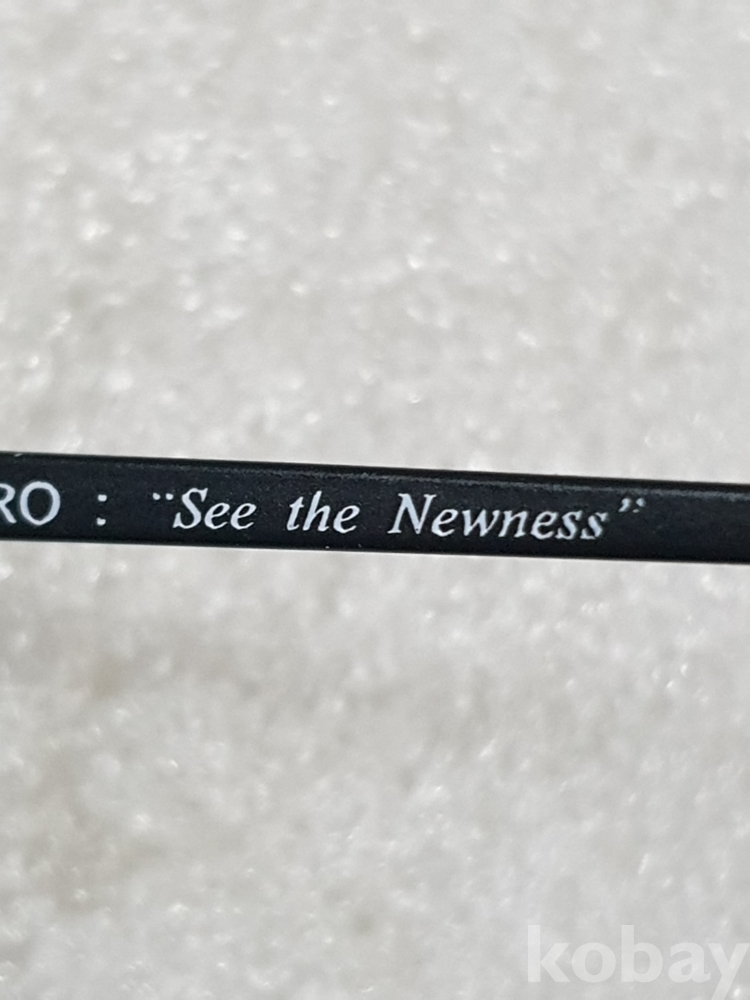 RO : "See the Newness"
kobay